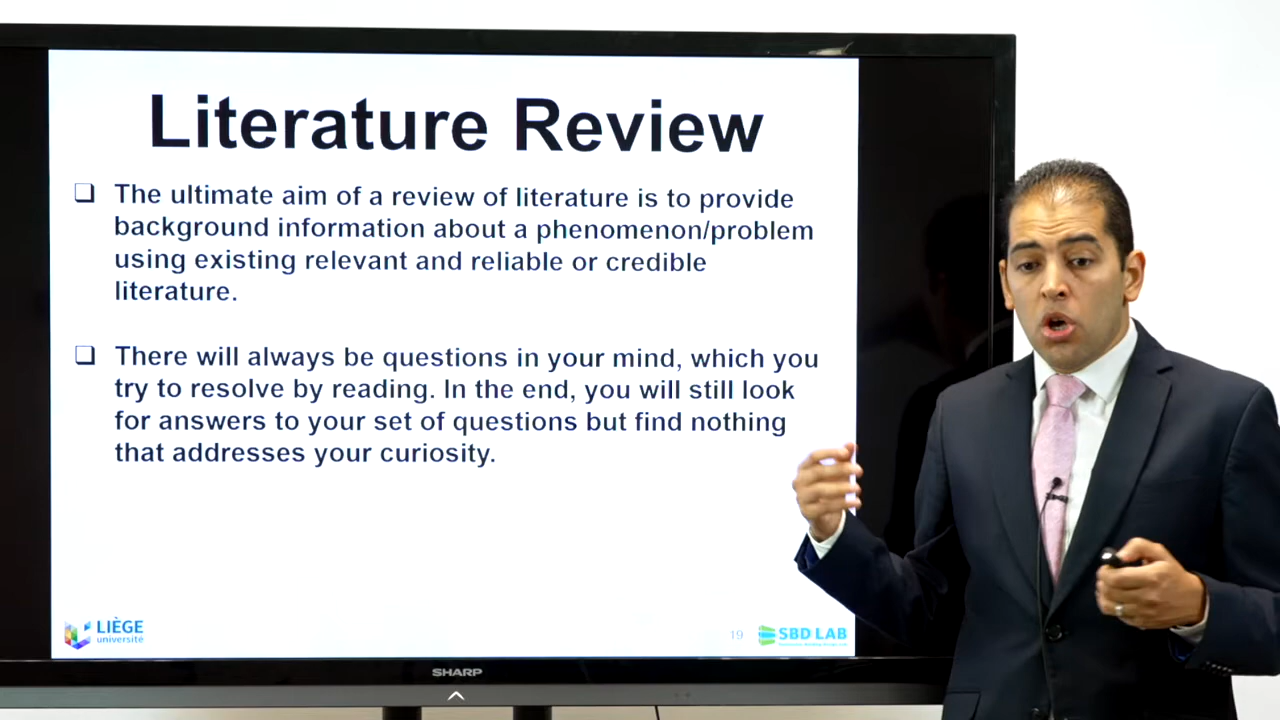 Literature Review
❑ The ultimate aim of a review of literature is to provide
background information about a phenomenon/problem
using existing relevant and reliable or credible
literature.
❑ There will always be questions in your mind, which you
try to resolve by reading. In the end, you will still look
for answers to your set of questions but find nothing
that addresses your curiosity.
LIÈGE
université
19
SBD LAB
SHARP